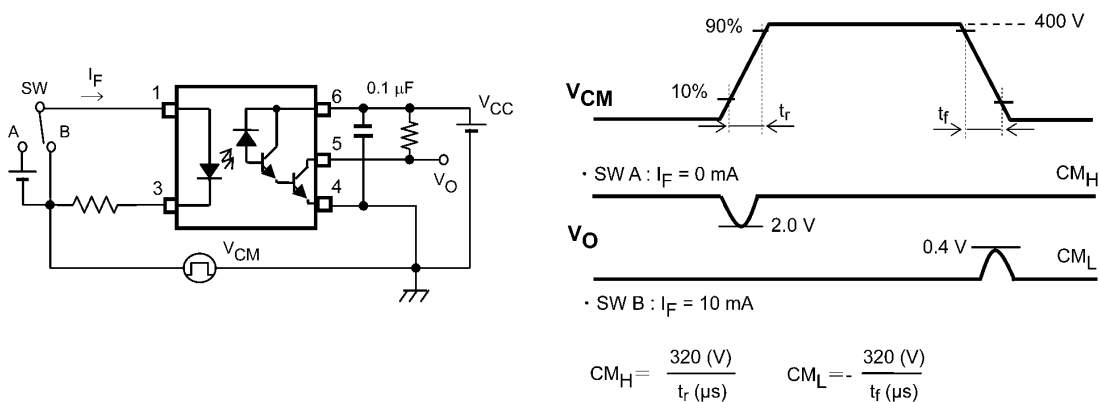 SW
I_F
A
B
1
3
6
5
4
0.1 μF
V_CC
V_O
V_CM
V_CM
90%
10%
t_r
t_f
400 V
・SW A : I_F = 0 mA
CM_H
2.0 V
V_O
0.4 V
CM_L
・SW B : I_F = 10 mA
CM_H = 320 (V) / t_r (μs)
CM_L = - 320 (V) / t_f (μs)